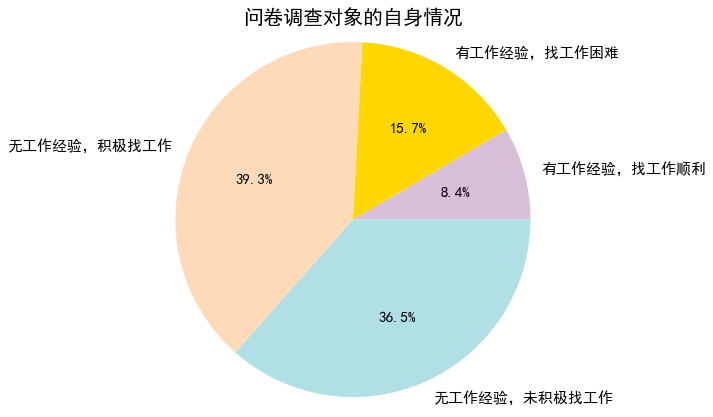 问卷调查对象的自身情况
有工作经验，找工作困难
15.7%
无工作经验，积极找工作
39.3%
有工作经验，找工作顺利
8.4%
36.5%
无工作经验，未积极找工作